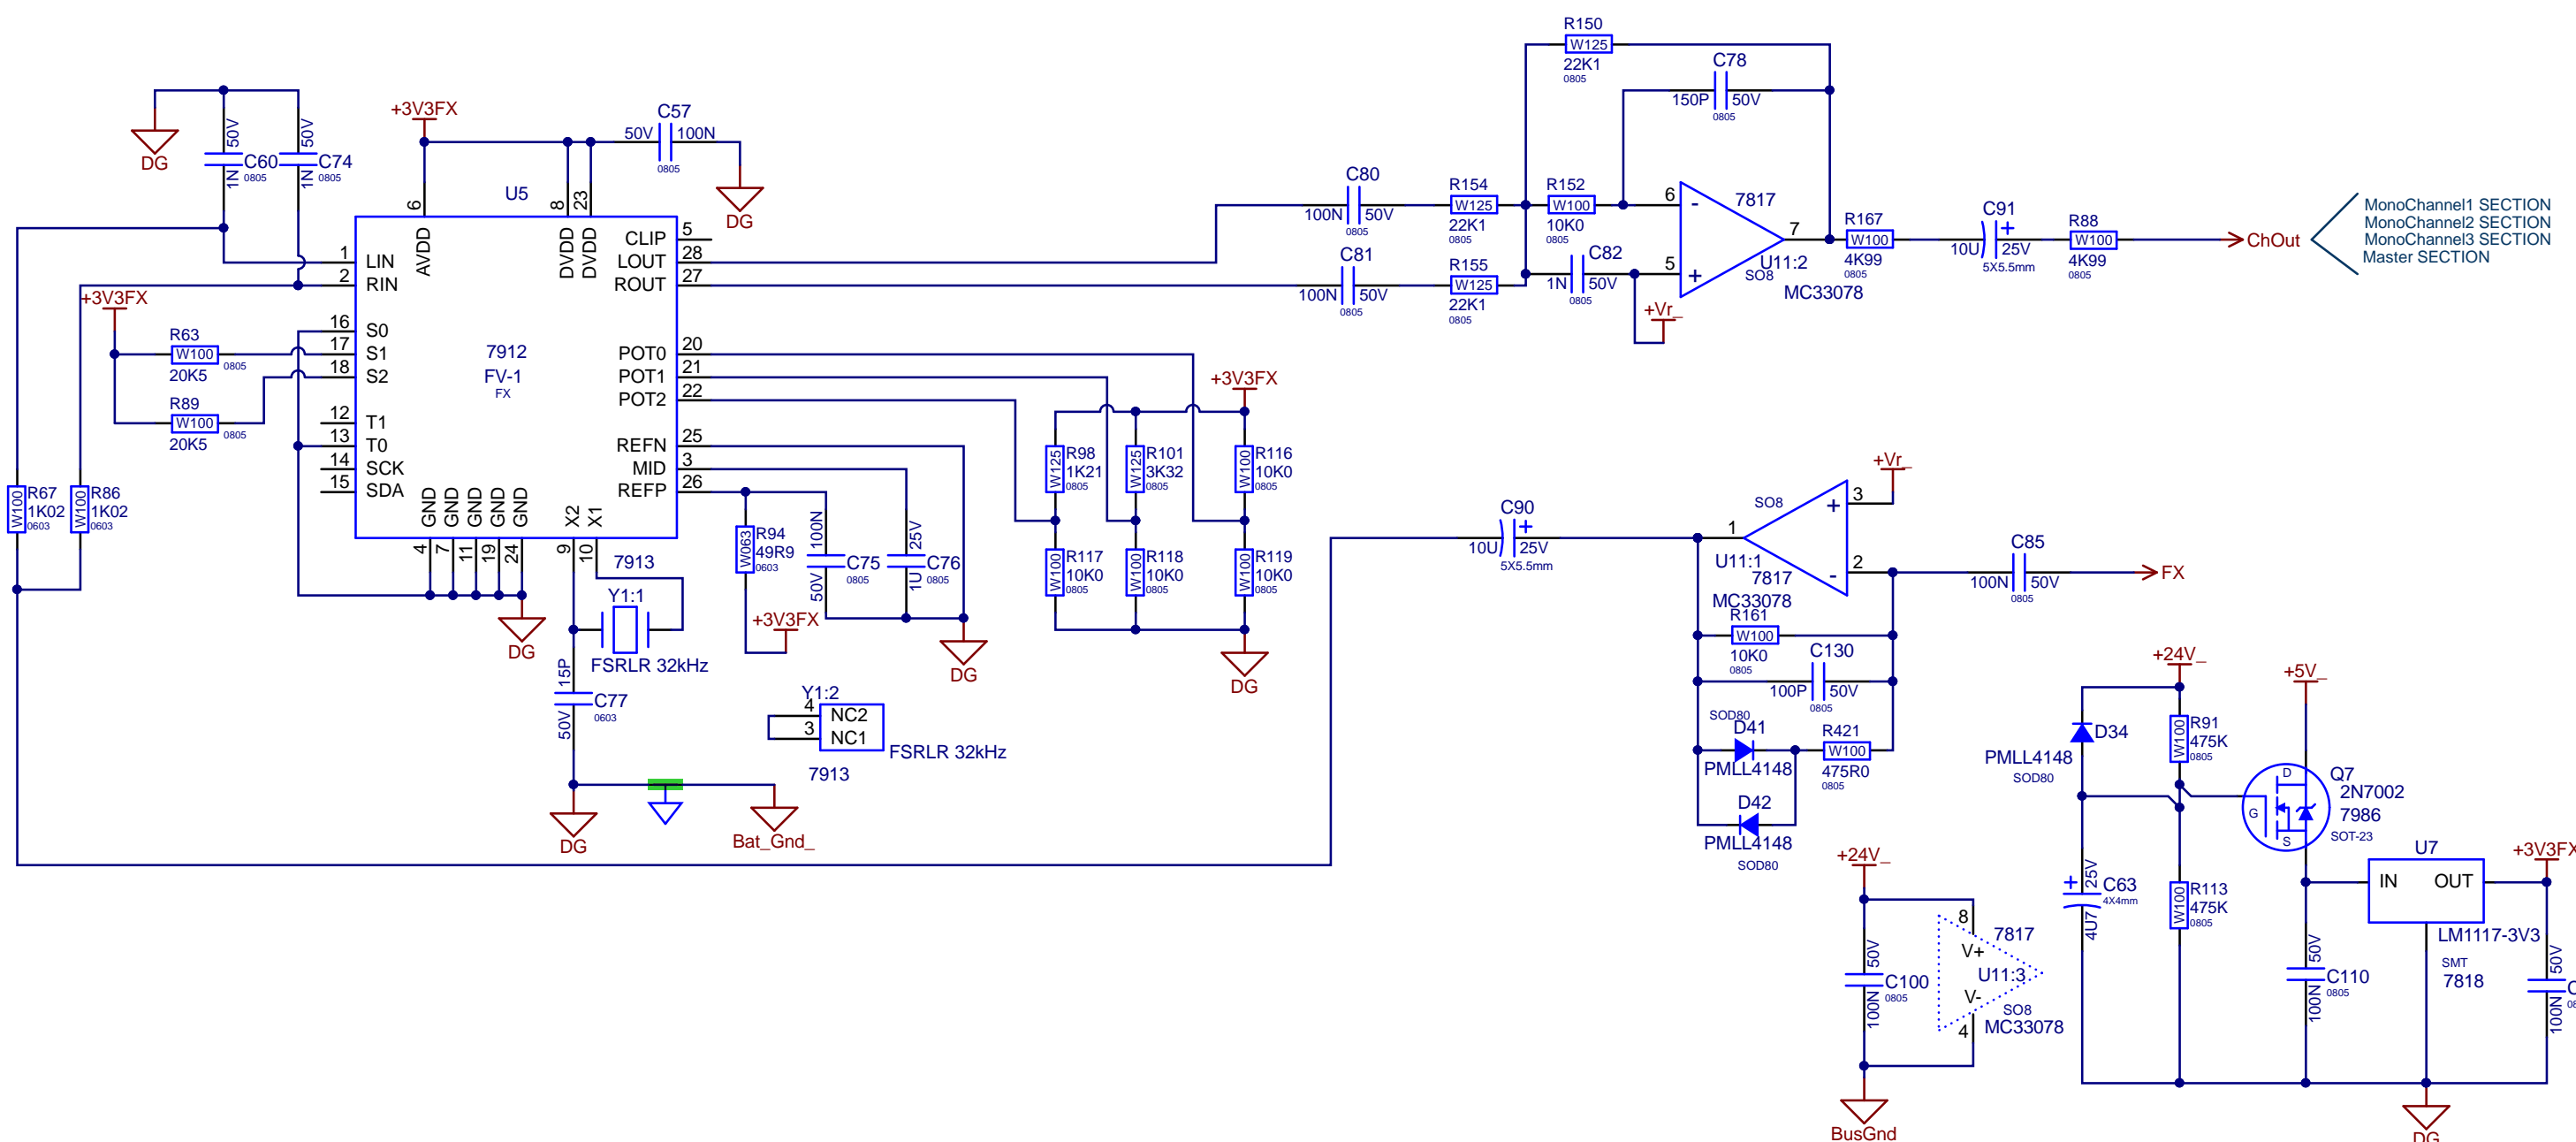 R150
W125
22K1
0805
C78
150P 50V
0805
+3V3FX
C57
50V 100N
0805
DG
50V
C60
1N
0805
50V
C74
1N
0805
DG
U5
6
8
23
AVDD
DVDD
DVDD
1 LIN
2 RIN
16 S0
17 S1
18 S2
12 T1
13 T0
14 SCK
15 SDA
CLIP 5
LOUT 28
ROUT 27
POT0 20
POT1 21
POT2 22
REFN 25
MID 3
REFP 26
7912
FV-1
FX
GND
GND
GND
GND
GND
4
7
11
19
24
X2
X1
9
10
+3V3FX
R63
W100
20K5
0805
R89
W100
20K5
0805
R67
W100
1K02
0603
R86
W100
1K02
0603
DG
7913
Y1:1
FSRLR 32kHz
15P
C77
50V
0603
DG
Bat_Gnd_
Y1:2
4 NC2
3 NC1
FSRLR 32kHz
7913
R94
W063
49R9
0603
+3V3FX
100N
C75
50V
0805
25V
C76
1U
0805
DG
+3V3FX
R98
W125
1K21
0805
R101
W125
3K32
0805
R116
W100
10K0
0805
R117
W100
10K0
0805
R118
W100
10K0
0805
R119
W100
10K0
0805
DG
C80
100N 50V
0805
C81
100N 50V
0805
R154
W125
22K1
0805
R155
W125
22K1
0805
R152
W100
10K0
0805
C82
1N 50V
0805
+Vr_
6
-
5
+
7
7817
U11:2
SO8
MC33078
R167
W100
4K99
0805
C91
+
10U 25V
5X5.5mm
R88
W100
4K99
0805
ChOut
MonoChannel1 SECTION
MonoChannel2 SECTION
MonoChannel3 SECTION
Master SECTION
C90
+
10U 25V
5X5.5mm
+Vr_
SO8
3
+
1
2
-
U11:1
7817
MC33078
C85
100N 50V
0805
FX
R161
W100
10K0
0805
C130
100P 50V
0805
SOD80
D41
PMLL4148
R421
W100
475R0
0805
D42
PMLL4148
SOD80
+24V_
50V
C100
100N
0805
8
V+
7817
U11:3
V-
4
SO8
MC33078
BusGnd
+24V_
D34
PMLL4148
SOD80
R91
W100
475K
0805
+5V_
D
G
S
Q7
2N7002
7986
SOT-23
+
25V
C63
4X4mm
4U7
R113
W100
475K
0805
U7
IN OUT
LM1117-3V3
SMT
7818
+3V3FX
50V
C110
100N
0805
50V
100N
DG